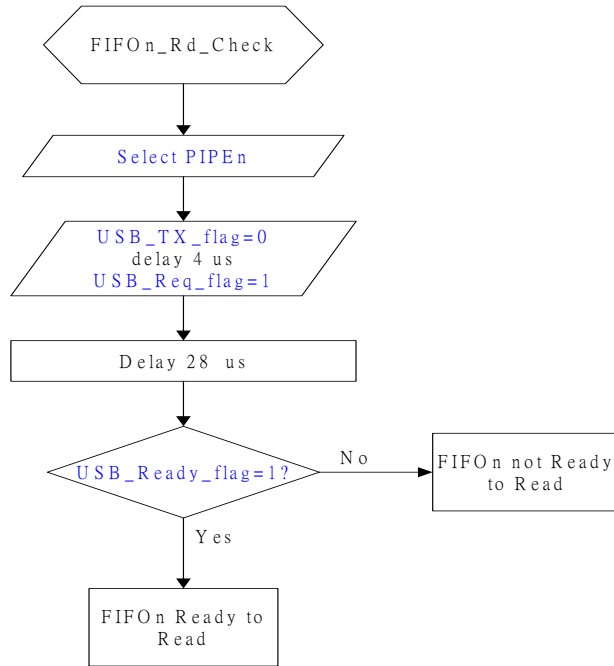 FIFOn_Rd_Check
Select PIPEn
USB_TX_flag=0
delay 4 us
USB_Req_flag=1
Delay 28 us
USB_Ready_flag=1?
No
FIFOn not Ready
to Read
Yes
FIFOn Ready to
Read